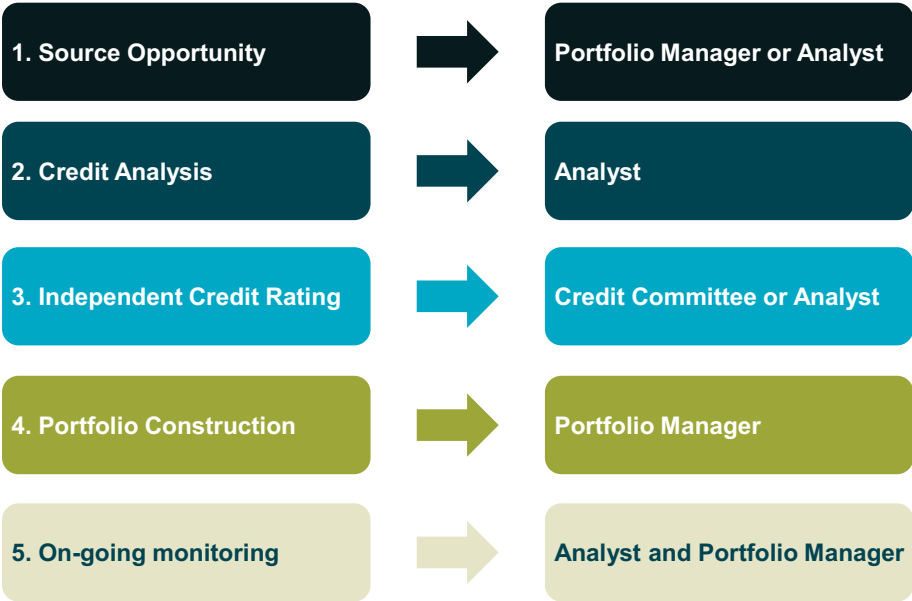 1. Source Opportunity
Portfolio Manager or Analyst
2. Credit Analysis
Analyst
3. Independent Credit Rating
Credit Committee or Analyst
4. Portfolio Construction
Portfolio Manager
5. On-going monitoring
Analyst and Portfolio Manager